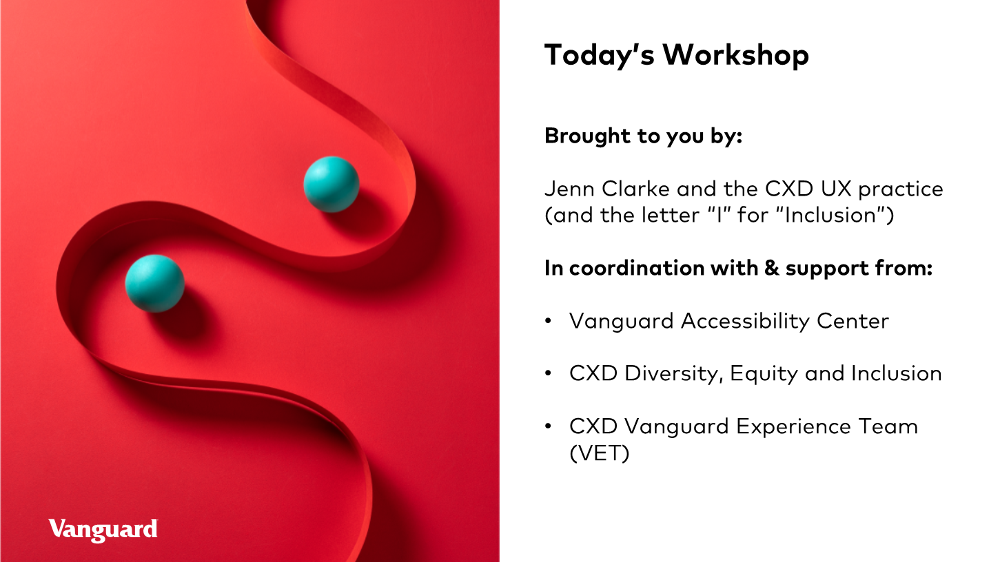 Today’s Workshop
Brought to you by:
Jenn Clarke and the CXD UX practice
(and the letter “I” for “Inclusion”)
In coordination with & support from:
• Vanguard Accessibility Center
• CXD Diversity, Equity and Inclusion
• CXD Vanguard Experience Team
(VET)
Vanguard